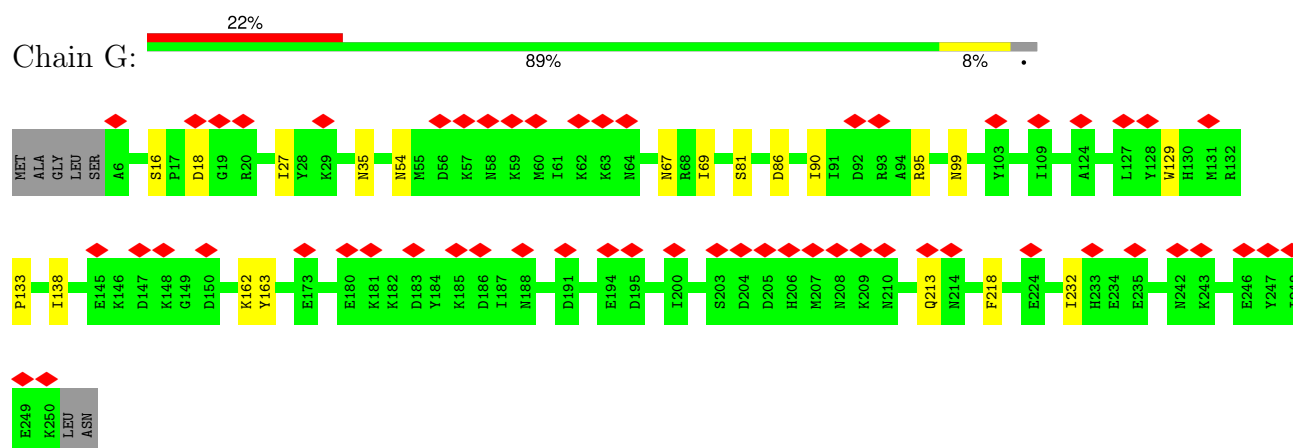 22%
Chain G:
89% 8% •
MET ALA GLY LEU SER A6 S16 P17 D18 G19 R20 I27 Y28 K29 N35 N54 M55 D56 K57 N58 K59 M60 I61 K62 K63 N64 N67 R68 I69 S81 D86 I90 I91 D92 R93 A94 R95 N99 Y103 I109 A124 L127 Y128 W129 H130 M131 R132
P133 I138 E145 K146 D147 K148 G149 D150 K162 Y163 E173 E180 K181 K182 D183 Y184 K185 D186 I187 N188 D191 E194 D195 I200 S203 D204 D205 H206 M207 N208 K209 N210 Q213 N214 F218 E224 I232 H233 E234 E235 N242 K243 E246 Y247
E249 K250 LEU ASN